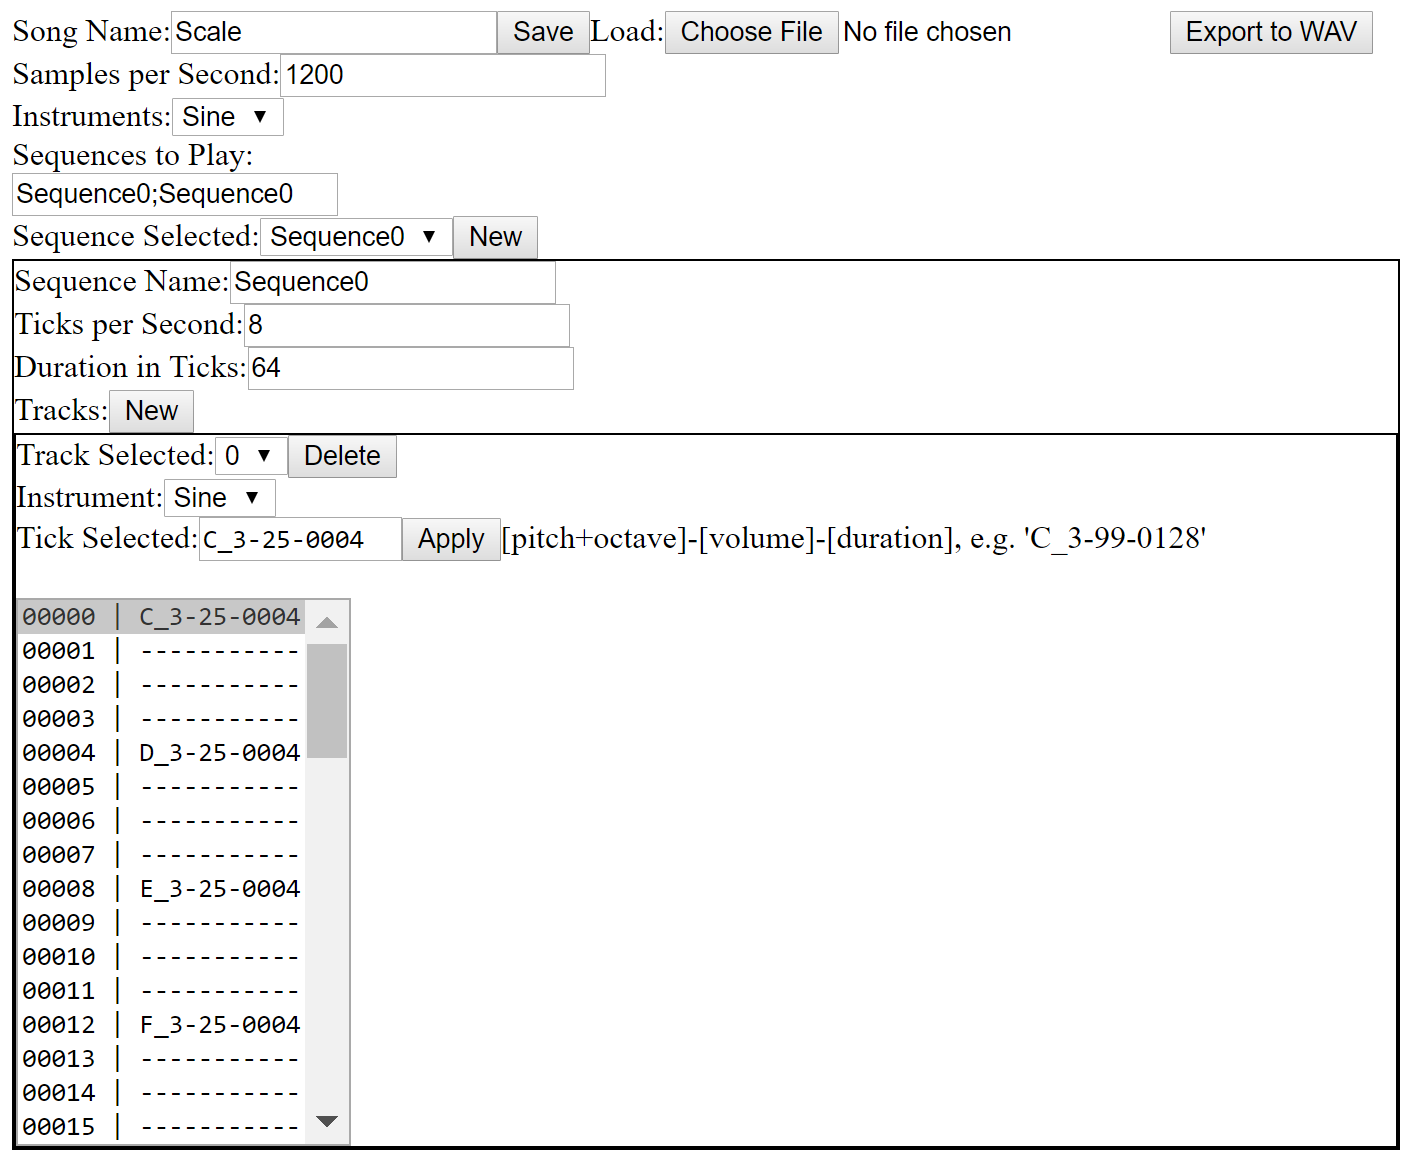 Song Name: Scale Save Load: Choose File No file chosen Export to WAV
Samples per Second: 1200
Instruments: Sine ▼
Sequences to Play:
Sequence0;Sequence0
Sequence Selected: Sequence0 ▼ New
Sequence Name: Sequence0
Ticks per Second: 8
Duration in Ticks: 64
Tracks: New
Track Selected: 0 ▼ Delete
Instrument: Sine ▼
Tick Selected: C_3-25-0004 Apply [pitch+octave]-[volume]-[duration], e.g. 'C_3-99-0128'
00000 | C_3-25-0004
00001 | -----------
00002 | -----------
00003 | -----------
00004 | D_3-25-0004
00005 | -----------
00006 | -----------
00007 | -----------
00008 | E_3-25-0004
00009 | -----------
00010 | -----------
00011 | -----------
00012 | F_3-25-0004
00013 | -----------
00014 | -----------
00015 | -----------